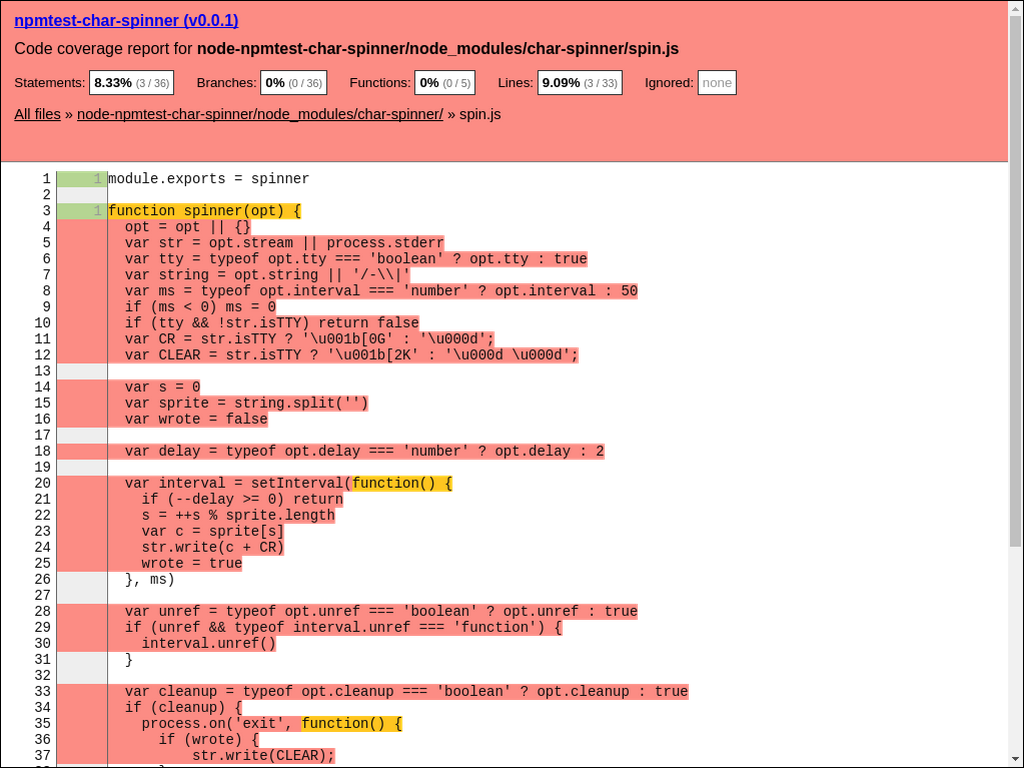 npmtest-char-spinner (v0.0.1)
Code coverage report for node-npmtest-char-spinner/node_modules/char-spinner/spin.js
Statements: 8.33% (3 / 36) Branches: 0% (0 / 36) Functions: 0% (0 / 5) Lines: 9.09% (3 / 33) Ignored: none
All files » node-npmtest-char-spinner/node_modules/char-spinner/ » spin.js
1 1 module.exports = spinner
2
3 1 function spinner(opt) {
4 opt = opt || {}
5 var str = opt.stream || process.stderr
6 var tty = typeof opt.tty === 'boolean' ? opt.tty : true
7 var string = opt.string || '/-\\|'
8 var ms = typeof opt.interval === 'number' ? opt.interval : 50
9 if (ms < 0) ms = 0
10 if (tty && !str.isTTY) return false
11 var CR = str.isTTY ? '\u001b[0G' : '\u000d';
12 var CLEAR = str.isTTY ? '\u001b[2K' : '\u000d \u000d';
13
14 var s = 0
15 var sprite = string.split('')
16 var wrote = false
17
18 var delay = typeof opt.delay === 'number' ? opt.delay : 2
19
20 var interval = setInterval(function() {
21 if (--delay >= 0) return
22 s = ++s % sprite.length
23 var c = sprite[s]
24 str.write(c + CR)
25 wrote = true
26 }, ms)
27
28 var unref = typeof opt.unref === 'boolean' ? opt.unref : true
29 if (unref && typeof interval.unref === 'function') {
30 interval.unref()
31 }
32
33 var cleanup = typeof opt.cleanup === 'boolean' ? opt.cleanup : true
34 if (cleanup) {
35 process.on('exit', function() {
36 if (wrote) {
37 str.write(CLEAR);